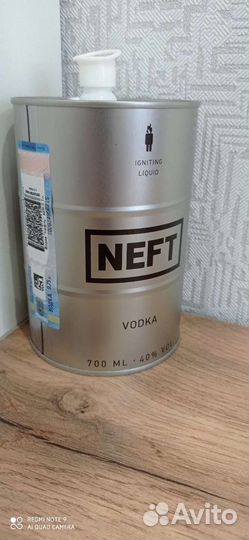 IGNITING
LIQUID
NEFT
VODKA
700 ML · 40% VOL
REDMI NOTE 9
AI QUAD CAMERA
Avito